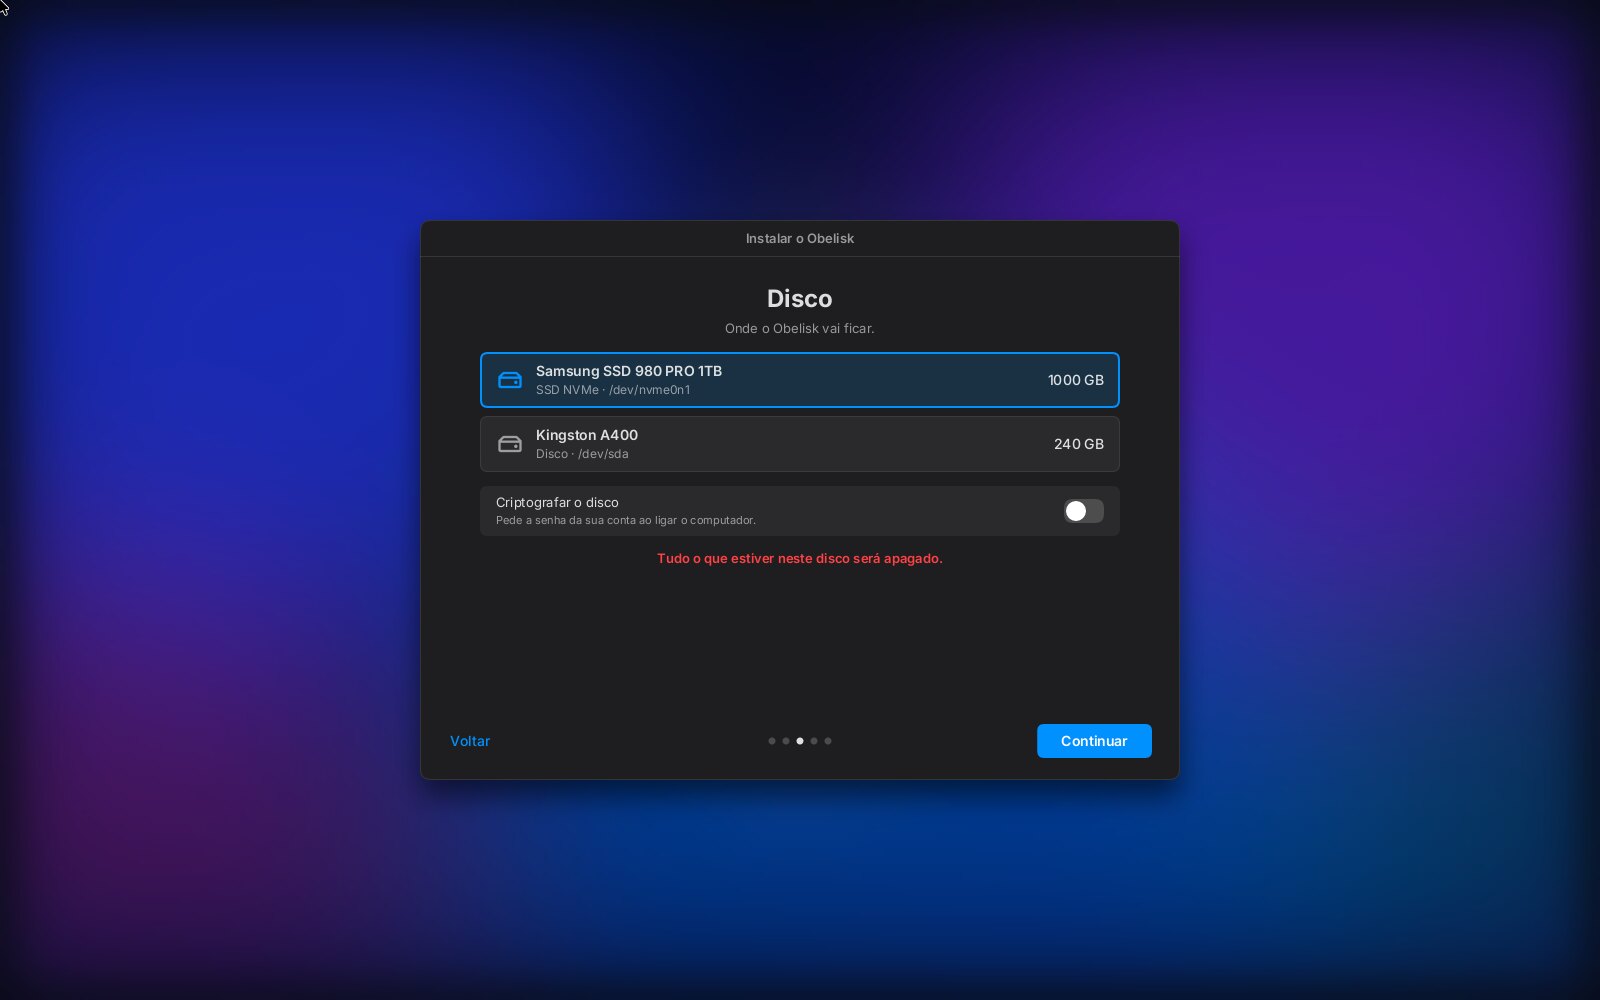 Instalar o Obelisk
Disco
Onde o Obelisk vai ficar.
Samsung SSD 980 PRO 1TB
SSD NVMe · /dev/nvme0n1
1000 GB
Kingston A400
Disco · /dev/sda
240 GB
Criptografar o disco
Pede a senha da sua conta ao ligar o computador.
Tudo o que estiver neste disco será apagado.
Voltar
Continuar